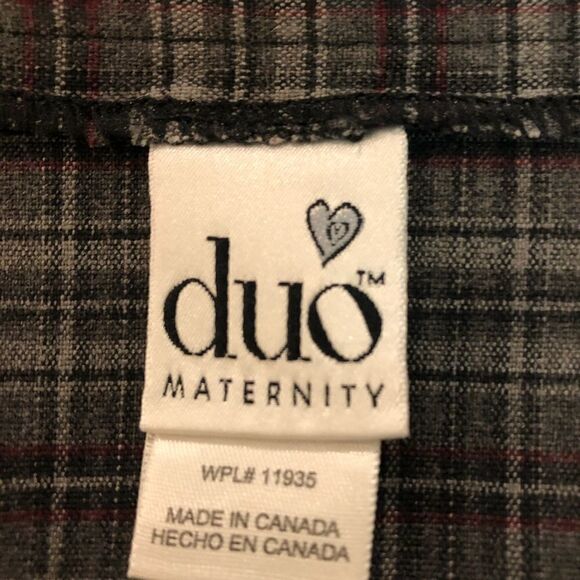 duo™
MATERNITY
WPL# 11935
MADE IN CANADA
HECHO EN CANADA